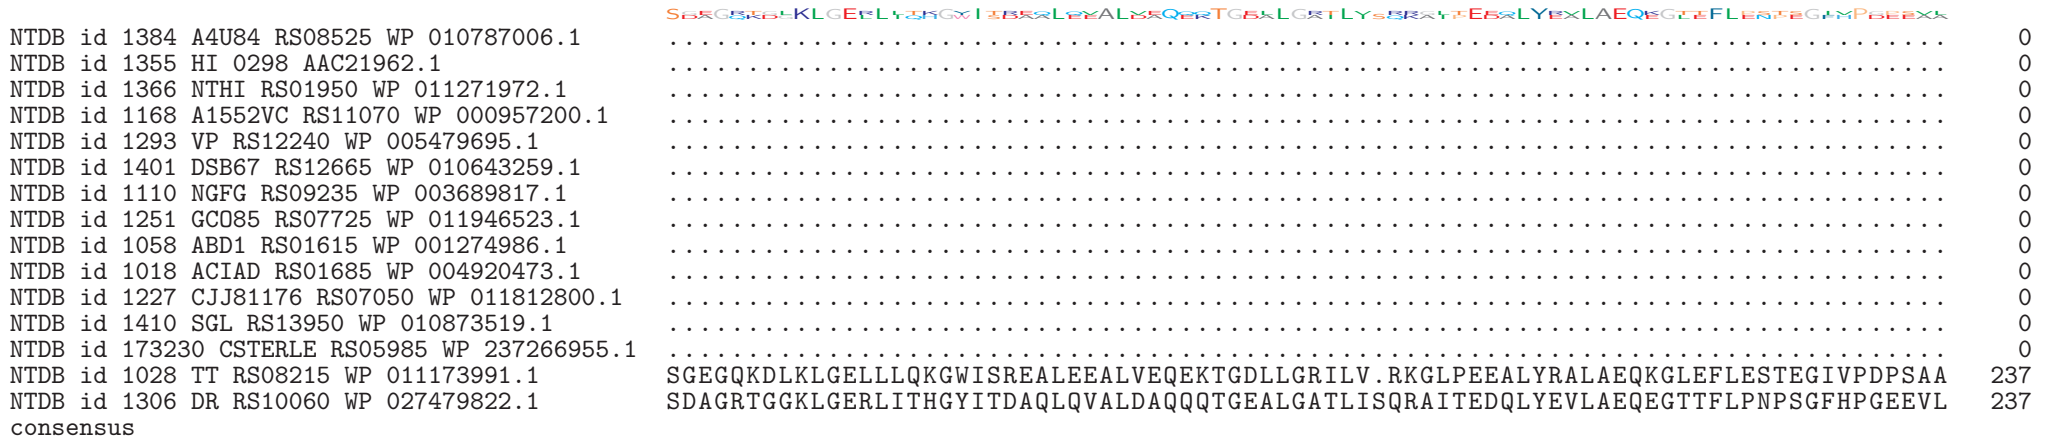 NTDB id 1384 A4U84 RS08525 WP 010787006.1 ................................................................................ 0
NTDB id 1355 HI 0298 AAC21962.1 ................................................................................ 0
NTDB id 1366 NTHI RS01950 WP 011271972.1 ................................................................................ 0
NTDB id 1168 A1552VC RS11070 WP 000957200.1 ................................................................................ 0
NTDB id 1293 VP RS12240 WP 005479695.1 ................................................................................ 0
NTDB id 1401 DSB67 RS12665 WP 010643259.1 ................................................................................ 0
NTDB id 1110 NGFG RS09235 WP 003689817.1 ................................................................................ 0
NTDB id 1251 GCO85 RS07725 WP 011946523.1 ................................................................................ 0
NTDB id 1058 ABD1 RS01615 WP 001274986.1 ................................................................................ 0
NTDB id 1018 ACIAD RS01685 WP 004920473.1 ................................................................................ 0
NTDB id 1227 CJJ81176 RS07050 WP 011812800.1 ................................................................................ 0
NTDB id 1410 SGL RS13950 WP 010873519.1 ................................................................................ 0
NTDB id 173230 CSTERLE RS05985 WP 237266955.1 ................................................................................ 0
NTDB id 1028 TT RS08215 WP 011173991.1 SGEGQKDLKLGELLLQKGWISREALEEALVEQEKTGDLLGRILV.RKGLPEEALYRALAEQKGLEFLESTEGIVPDPSAA 237
NTDB id 1306 DR RS10060 WP 027479822.1 SDAGRTGGKLGERLITHGYITDAQLQVALDAQQQTGEALGATLISQRAITEDQLYEVLAEQEGTTFLPNPSGFHPGEEVL 237
consensus